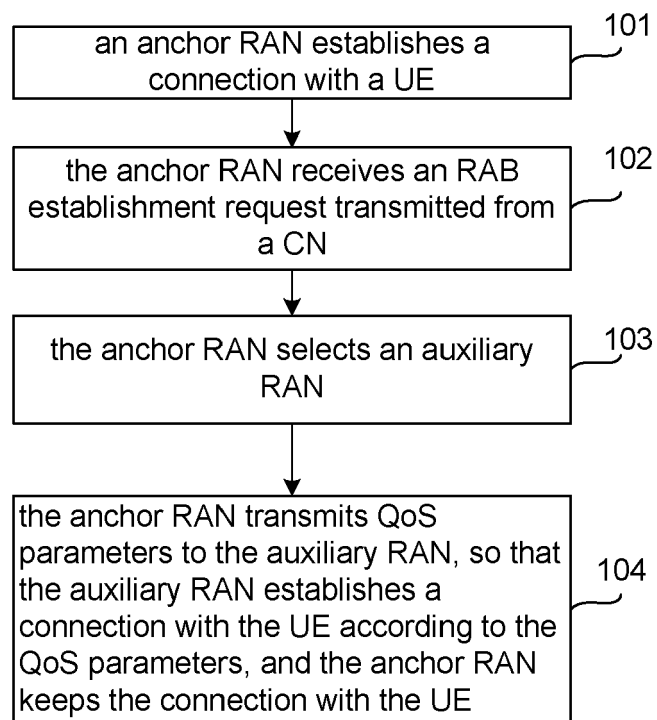 an anchor RAN establishes a
connection with a UE
101
the anchor RAN receives an RAB
establishment request transmitted from
a CN
102
the anchor RAN selects an auxiliary
RAN
103
the anchor RAN transmits QoS
parameters to the auxiliary RAN, so that
the auxiliary RAN establishes a
connection with the UE according to the
QoS parameters, and the anchor RAN
keeps the connection with the UE
104